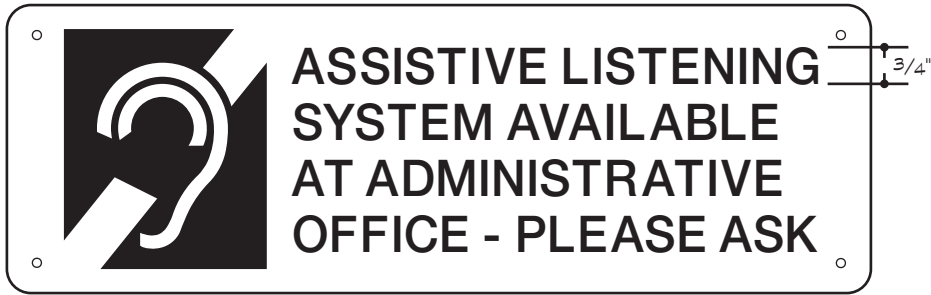 ASSISTIVE LISTENING
3/4"
SYSTEM AVAILABLE
AT ADMINISTRATIVE
OFFICE - PLEASE ASK